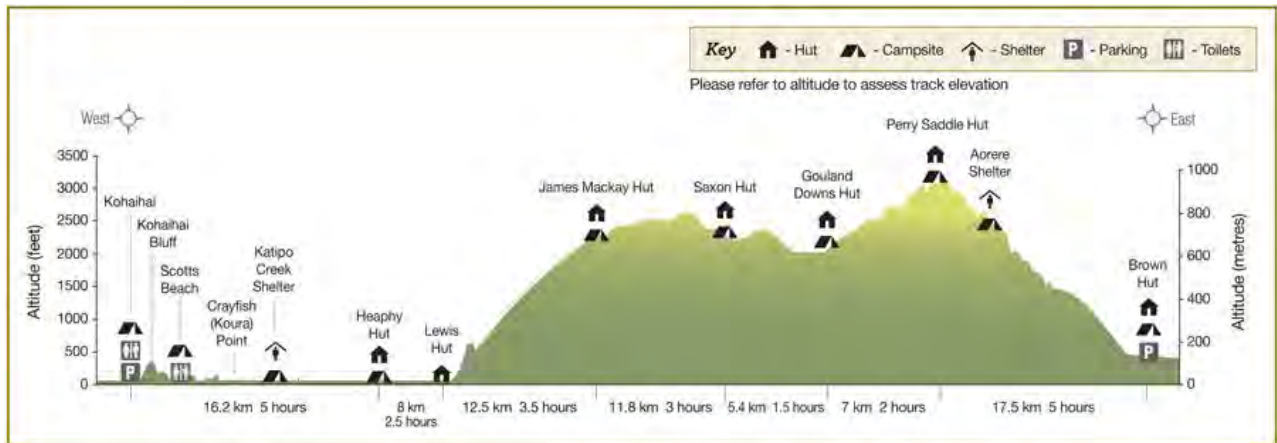 Key - Hut - Campsite - Shelter P - Parking - Toilets
Please refer to altitude to assess track elevation
West
East
Altitude (feet)
3500
3000
2500
2000
1500
1000
500
0
Kohaihai
Kohaihai
Bluff
Scotts
Beach
Crayfish
(Koura)
Point
Katipo
Creek
Shelter
Heaphy
Hut
Lewis
Hut
James Mackay Hut
Saxon Hut
Gouland
Downs Hut
Perry Saddle Hut
Aorere
Shelter
Brown
Hut
P
P
1000
800
600
400
200
0
Altitude (metres)
16.2 km 5 hours
8 km
2.5 hours
12.5 km 3.5 hours
11.8 km 3 hours
5.4 km 1.5 hours
7 km 2 hours
17.5 km 5 hours